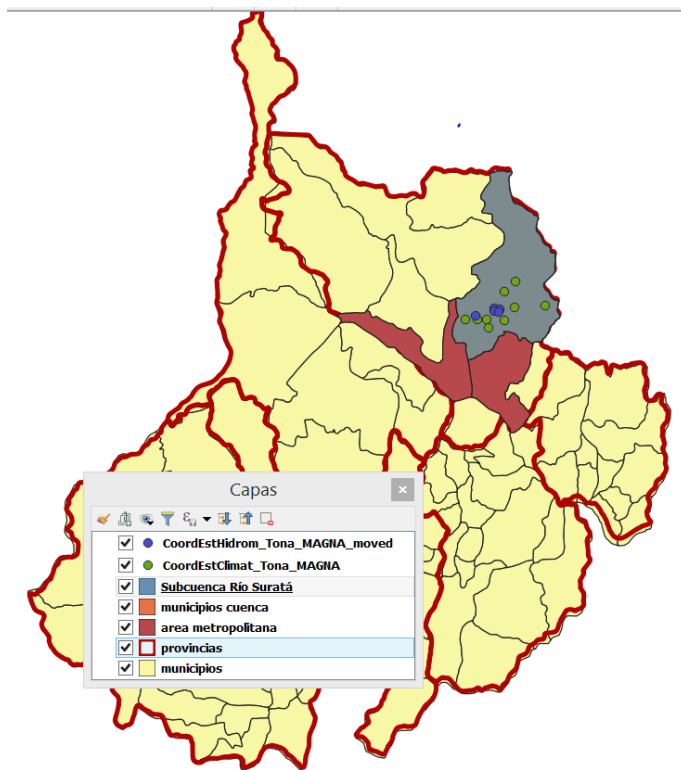 Capas
CoordEstHidrom_Tona_MAGNA_moved
CoordEstClimat_Tona_MAGNA
Subcuenca Río Suratá
municipios cuenca
area metropolitana
provincias
municipios